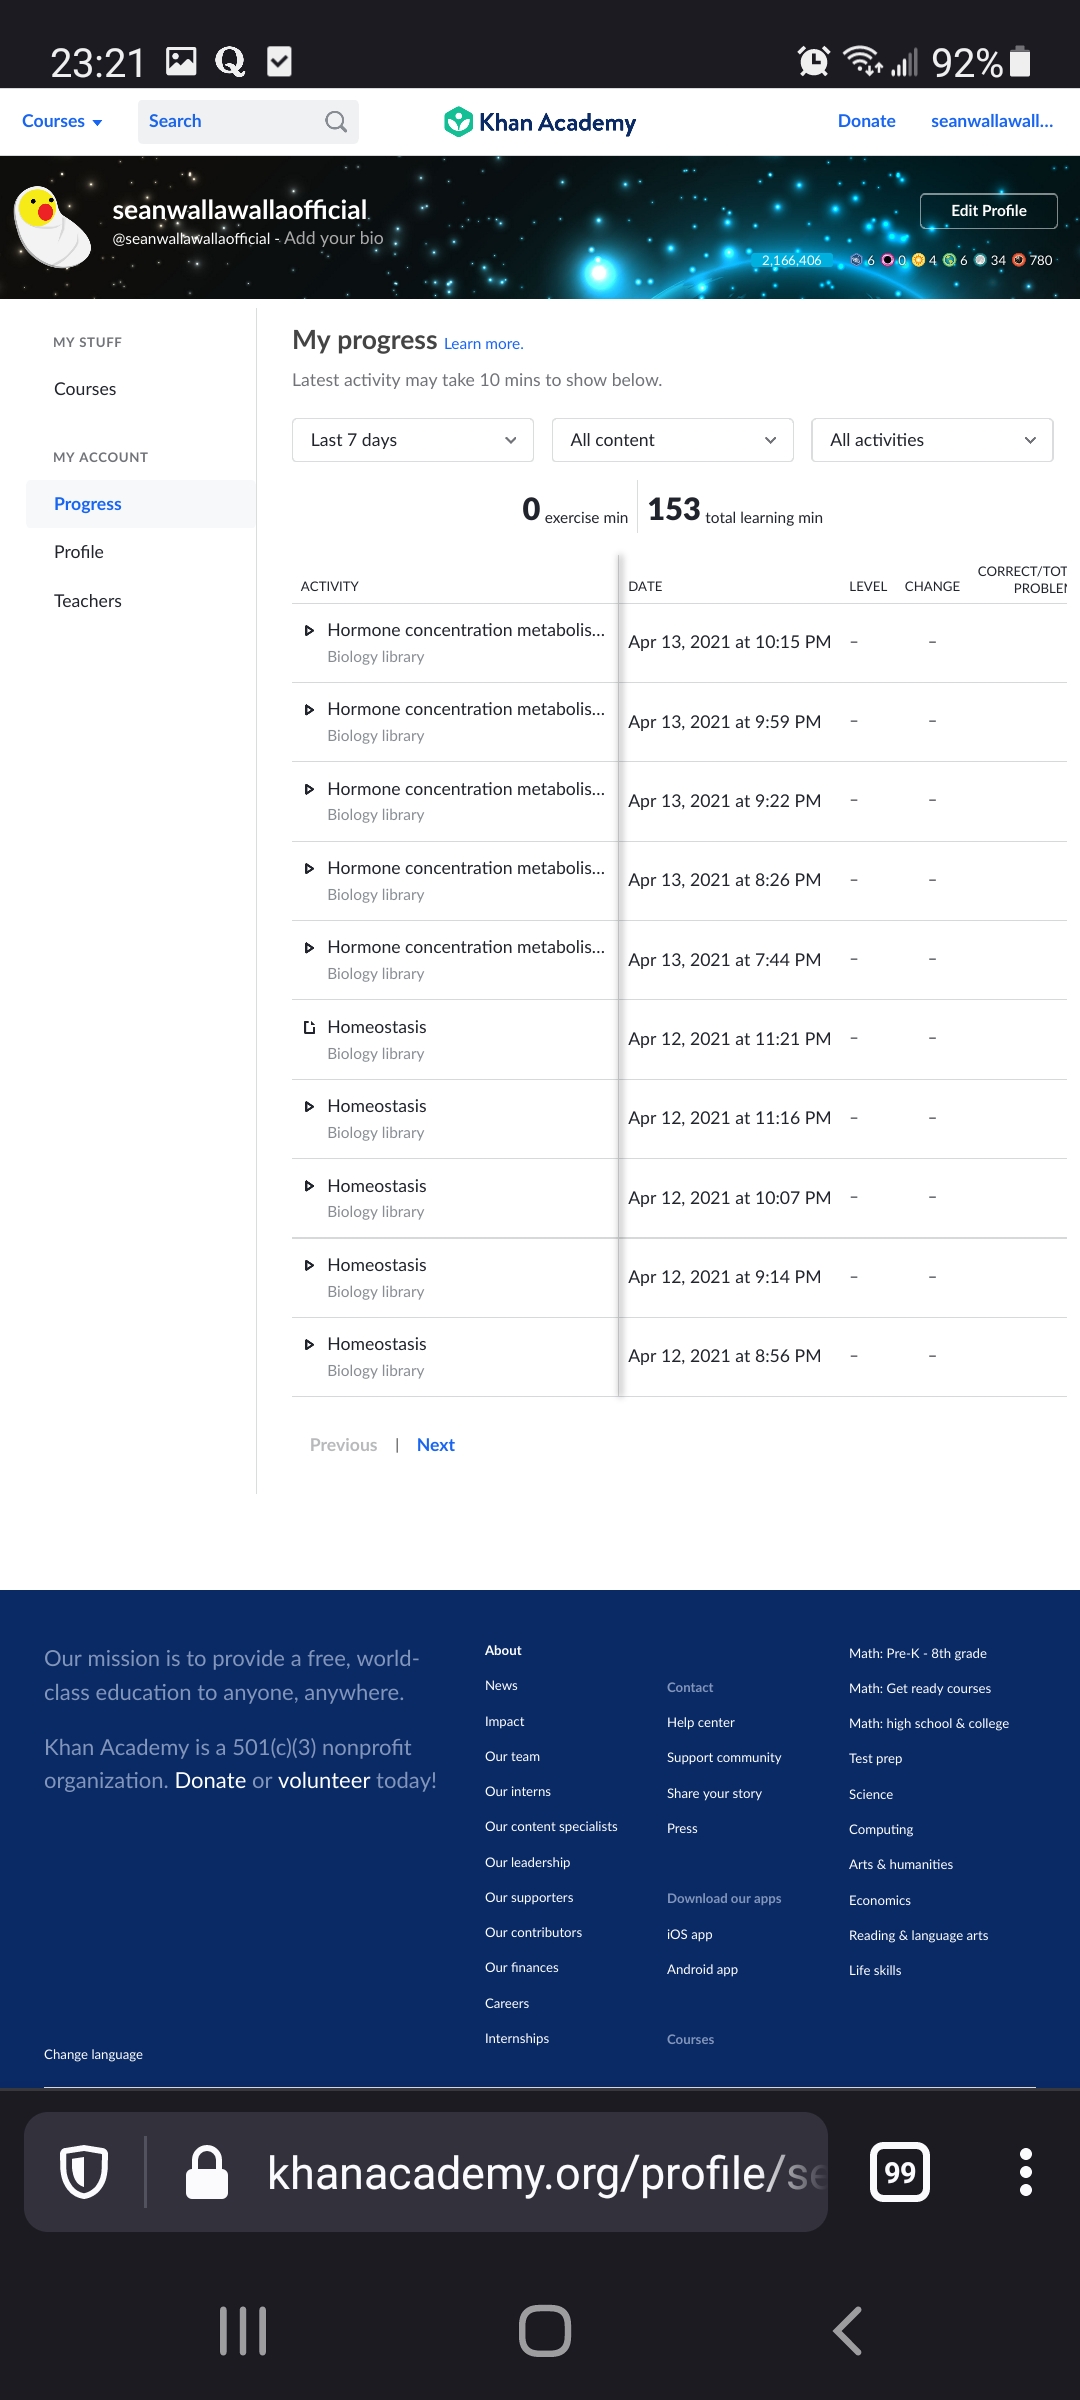 23:21
92%
Courses
Search
Khan Academy
Donate
seanwallawall...
seanwallawallaofficial
@seanwallawallaofficial - Add your bio
Edit Profile
2,166,406 6 0 4 6 34 780
MY STUFF
Courses
MY ACCOUNT
Progress
Profile
Teachers
My progress Learn more.
Latest activity may take 10 mins to show below.
Last 7 days
All content
All activities
0 exercise min
153 total learning min
ACTIVITY DATE LEVEL CHANGE CORRECT/TOT
PROBLEM
Hormone concentration metabolis...
Biology library
Apr 13, 2021 at 10:15 PM – –
Hormone concentration metabolis...
Biology library
Apr 13, 2021 at 9:59 PM – –
Hormone concentration metabolis...
Biology library
Apr 13, 2021 at 9:22 PM – –
Hormone concentration metabolis...
Biology library
Apr 13, 2021 at 8:26 PM – –
Hormone concentration metabolis...
Biology library
Apr 13, 2021 at 7:44 PM – –
Homeostasis
Biology library
Apr 12, 2021 at 11:21 PM – –
Homeostasis
Biology library
Apr 12, 2021 at 11:16 PM – –
Homeostasis
Biology library
Apr 12, 2021 at 10:07 PM – –
Homeostasis
Biology library
Apr 12, 2021 at 9:14 PM – –
Homeostasis
Biology library
Apr 12, 2021 at 8:56 PM – –
Previous | Next
Our mission is to provide a free, world-
class education to anyone, anywhere.
Khan Academy is a 501(c)(3) nonprofit
organization. Donate or volunteer today!
Change language
About
News
Impact
Our team
Our interns
Our content specialists
Our leadership
Our supporters
Our contributors
Our finances
Careers
Internships
Contact
Help center
Support community
Share your story
Press
Download our apps
iOS app
Android app
Courses
Math: Pre-K - 8th grade
Math: Get ready courses
Math: high school & college
Test prep
Science
Computing
Arts & humanities
Economics
Reading & language arts
Life skills
khanacademy.org/profile/se
99